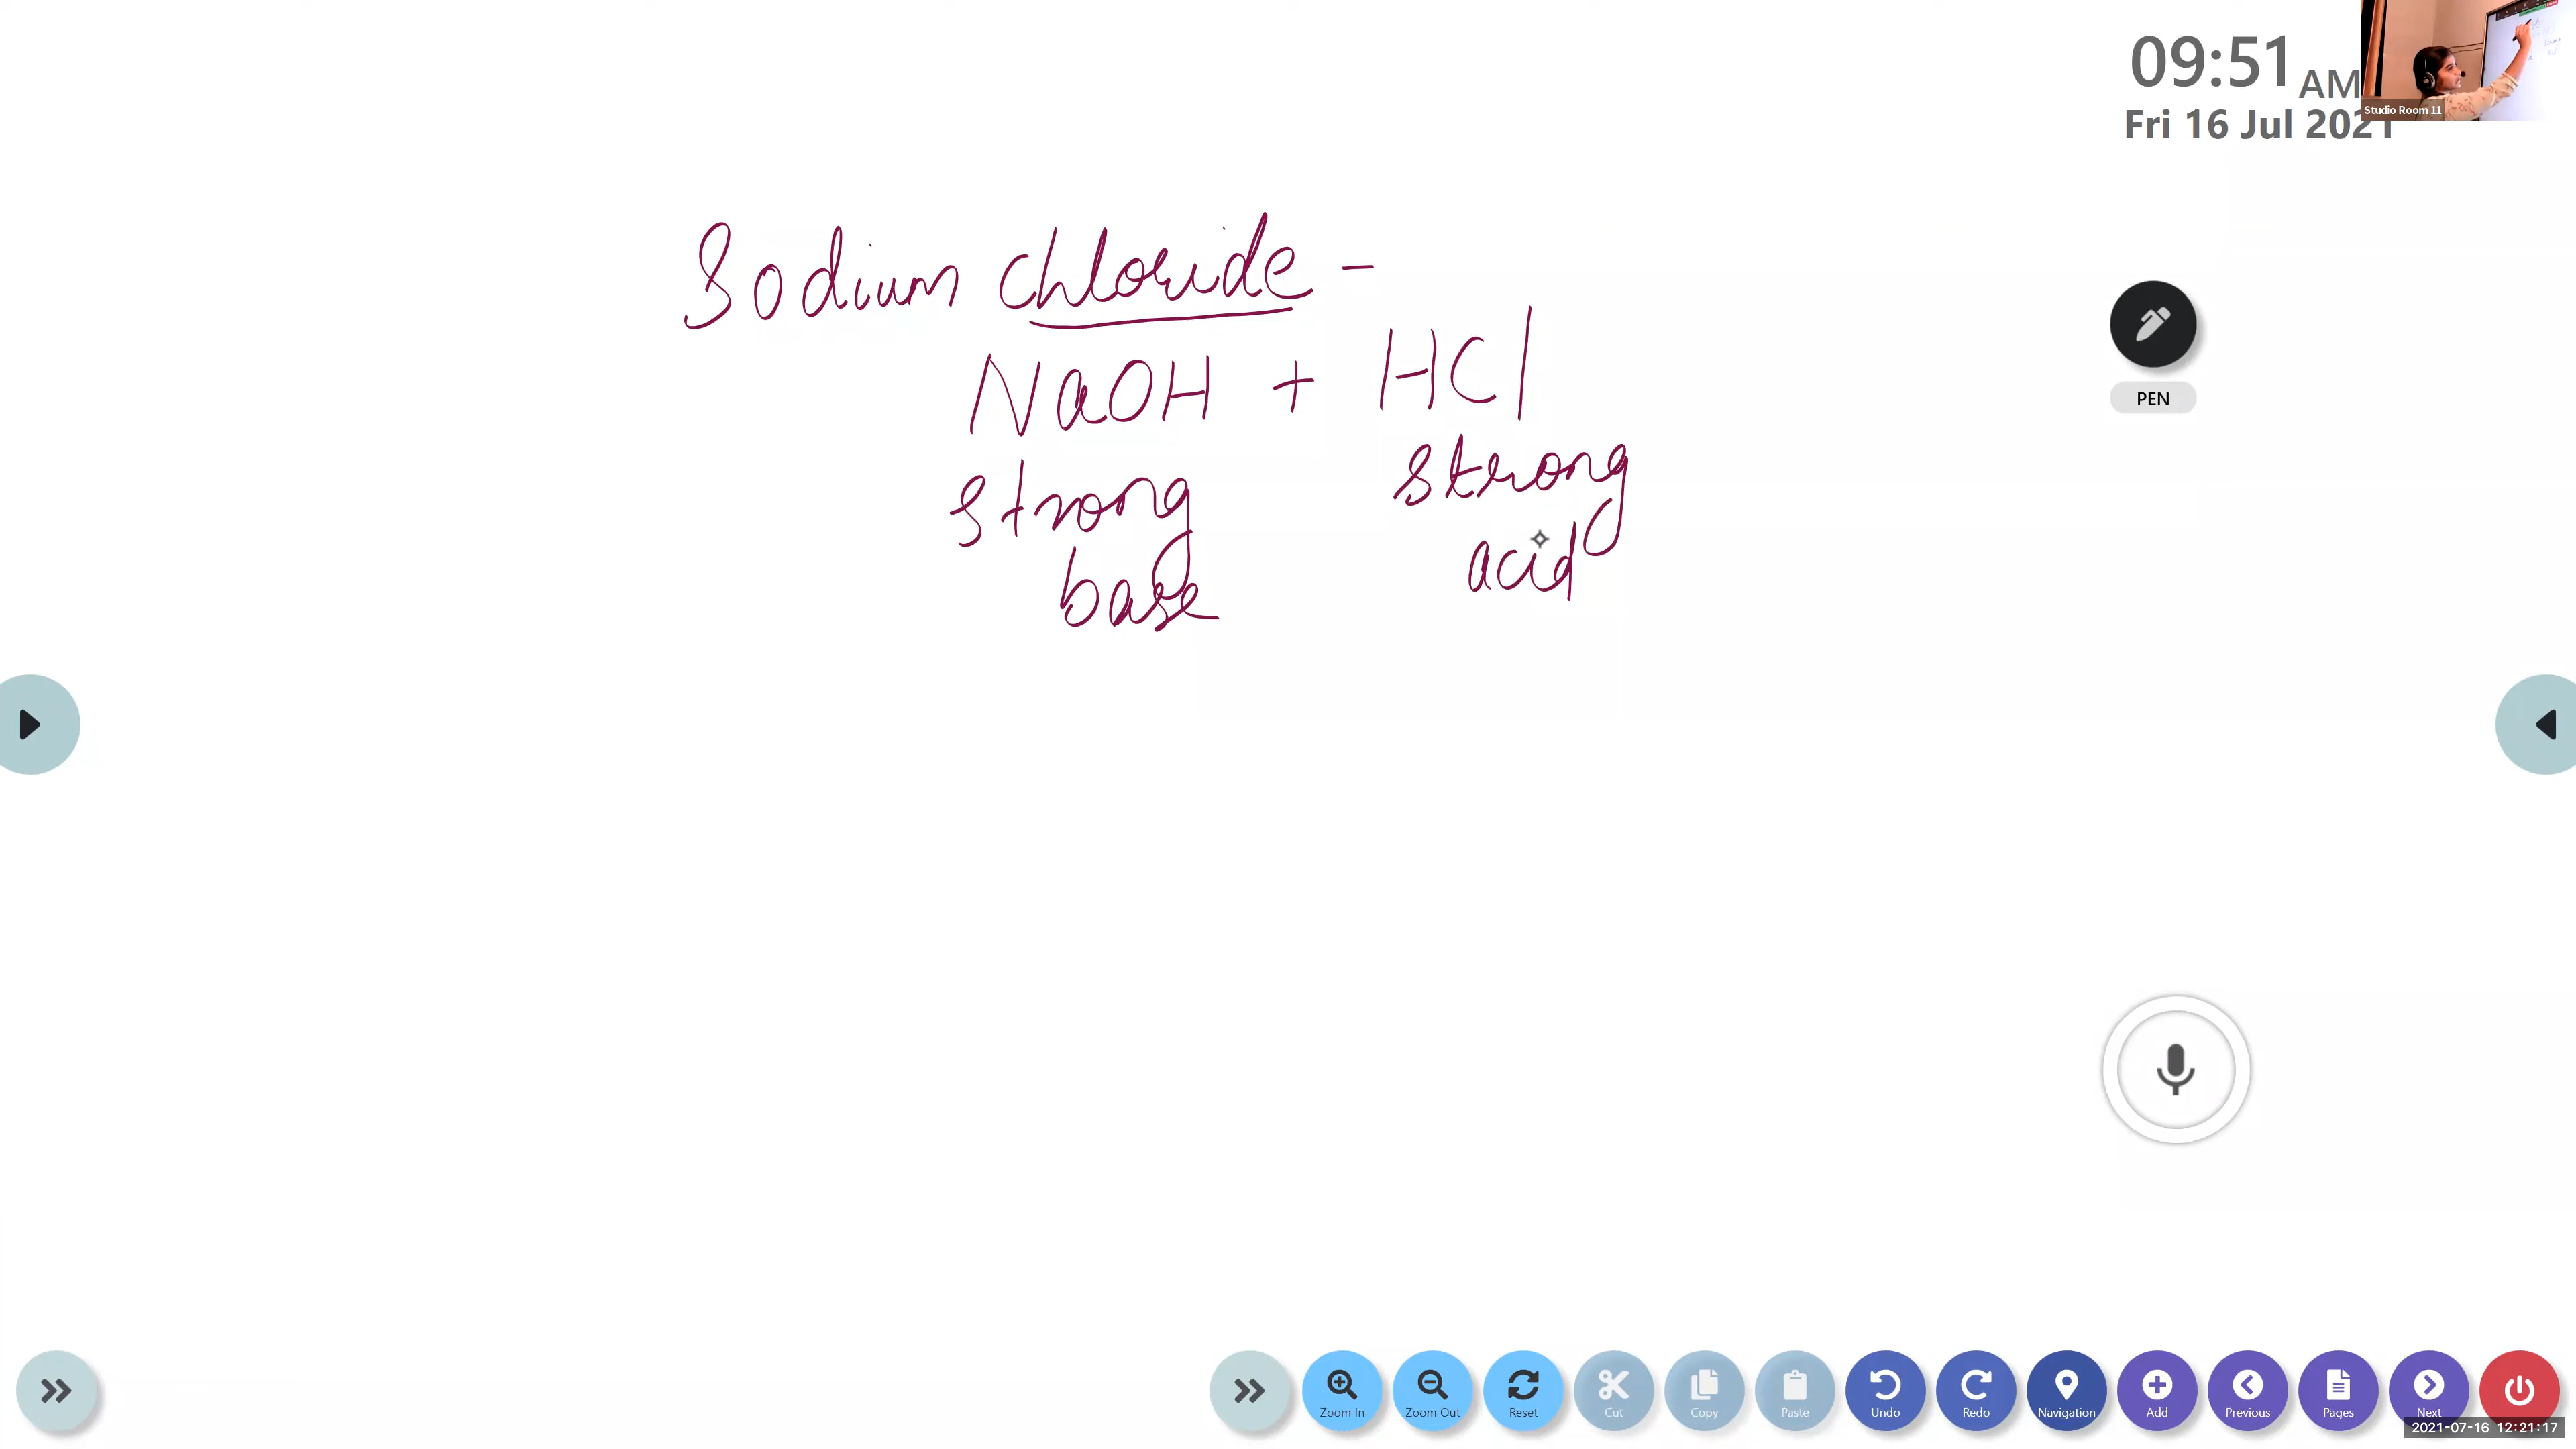 09:51 AM
Fri 16 Jul 2021
Studio Room 11
Sodium chloride -
NaOH + HCl
strong strong
base acid
PEN
Zoom In Zoom Out Reset Cut Copy Paste Undo Redo Navigation Add Previous Pages Next
2021-07-16 12:21:17